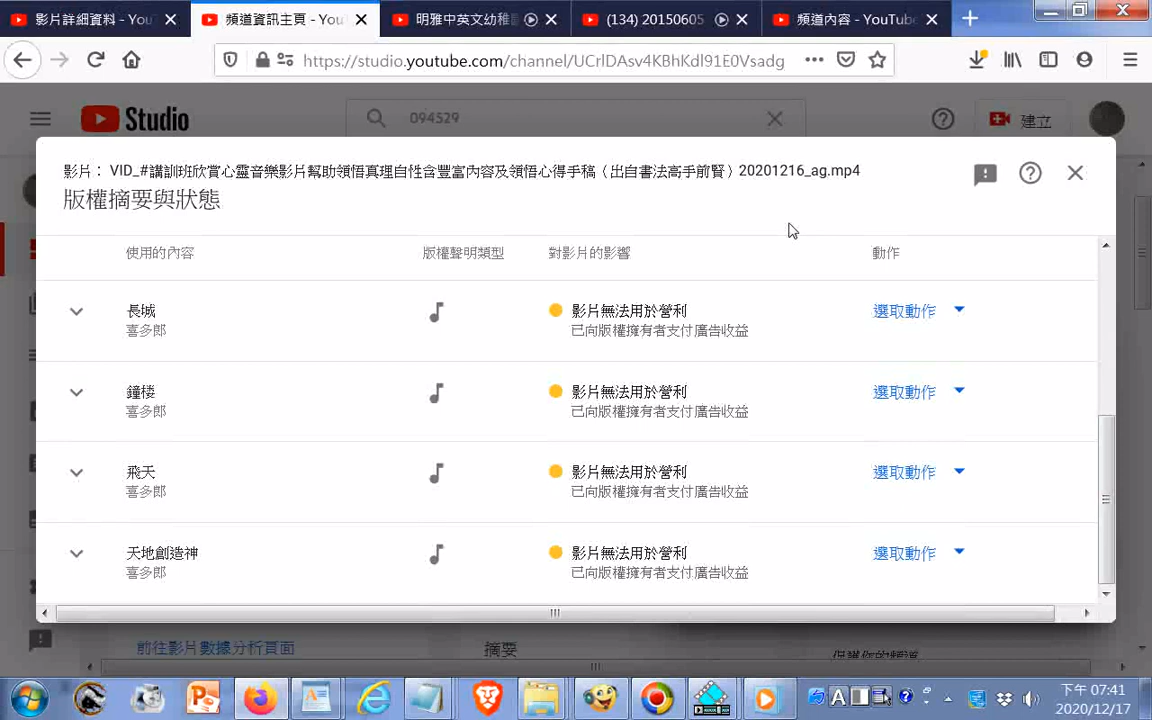 影片詳細資料 - YouT
頻道資訊主頁 - You
明雅中英文幼稚園
(134) 20150605
頻道內容 - YouTube
https://studio.youtube.com/channel/UCrlDAsv4KBhKdl91E0Vsadg
Studio
094529
建立
影片： VID_#講訓班欣賞心靈音樂影片幫助領悟真理自性含豐富內容及領悟心得手稿（出自書法高手前賢）20201216_ag.mp4
版權摘要與狀態
使用的內容 版權聲明類型 對影片的影響 動作
長城 影片無法用於營利 選取動作
喜多郎 已向版權擁有者支付廣告收益
鐘楼 影片無法用於營利 選取動作
喜多郎 已向版權擁有者支付廣告收益
飛天 影片無法用於營利 選取動作
喜多郎 已向版權擁有者支付廣告收益
天地創造神 影片無法用於營利 選取動作
喜多郎 已向版權擁有者支付廣告收益
前往影片數據分析頁面 摘要
下午 07:41
2020/12/17